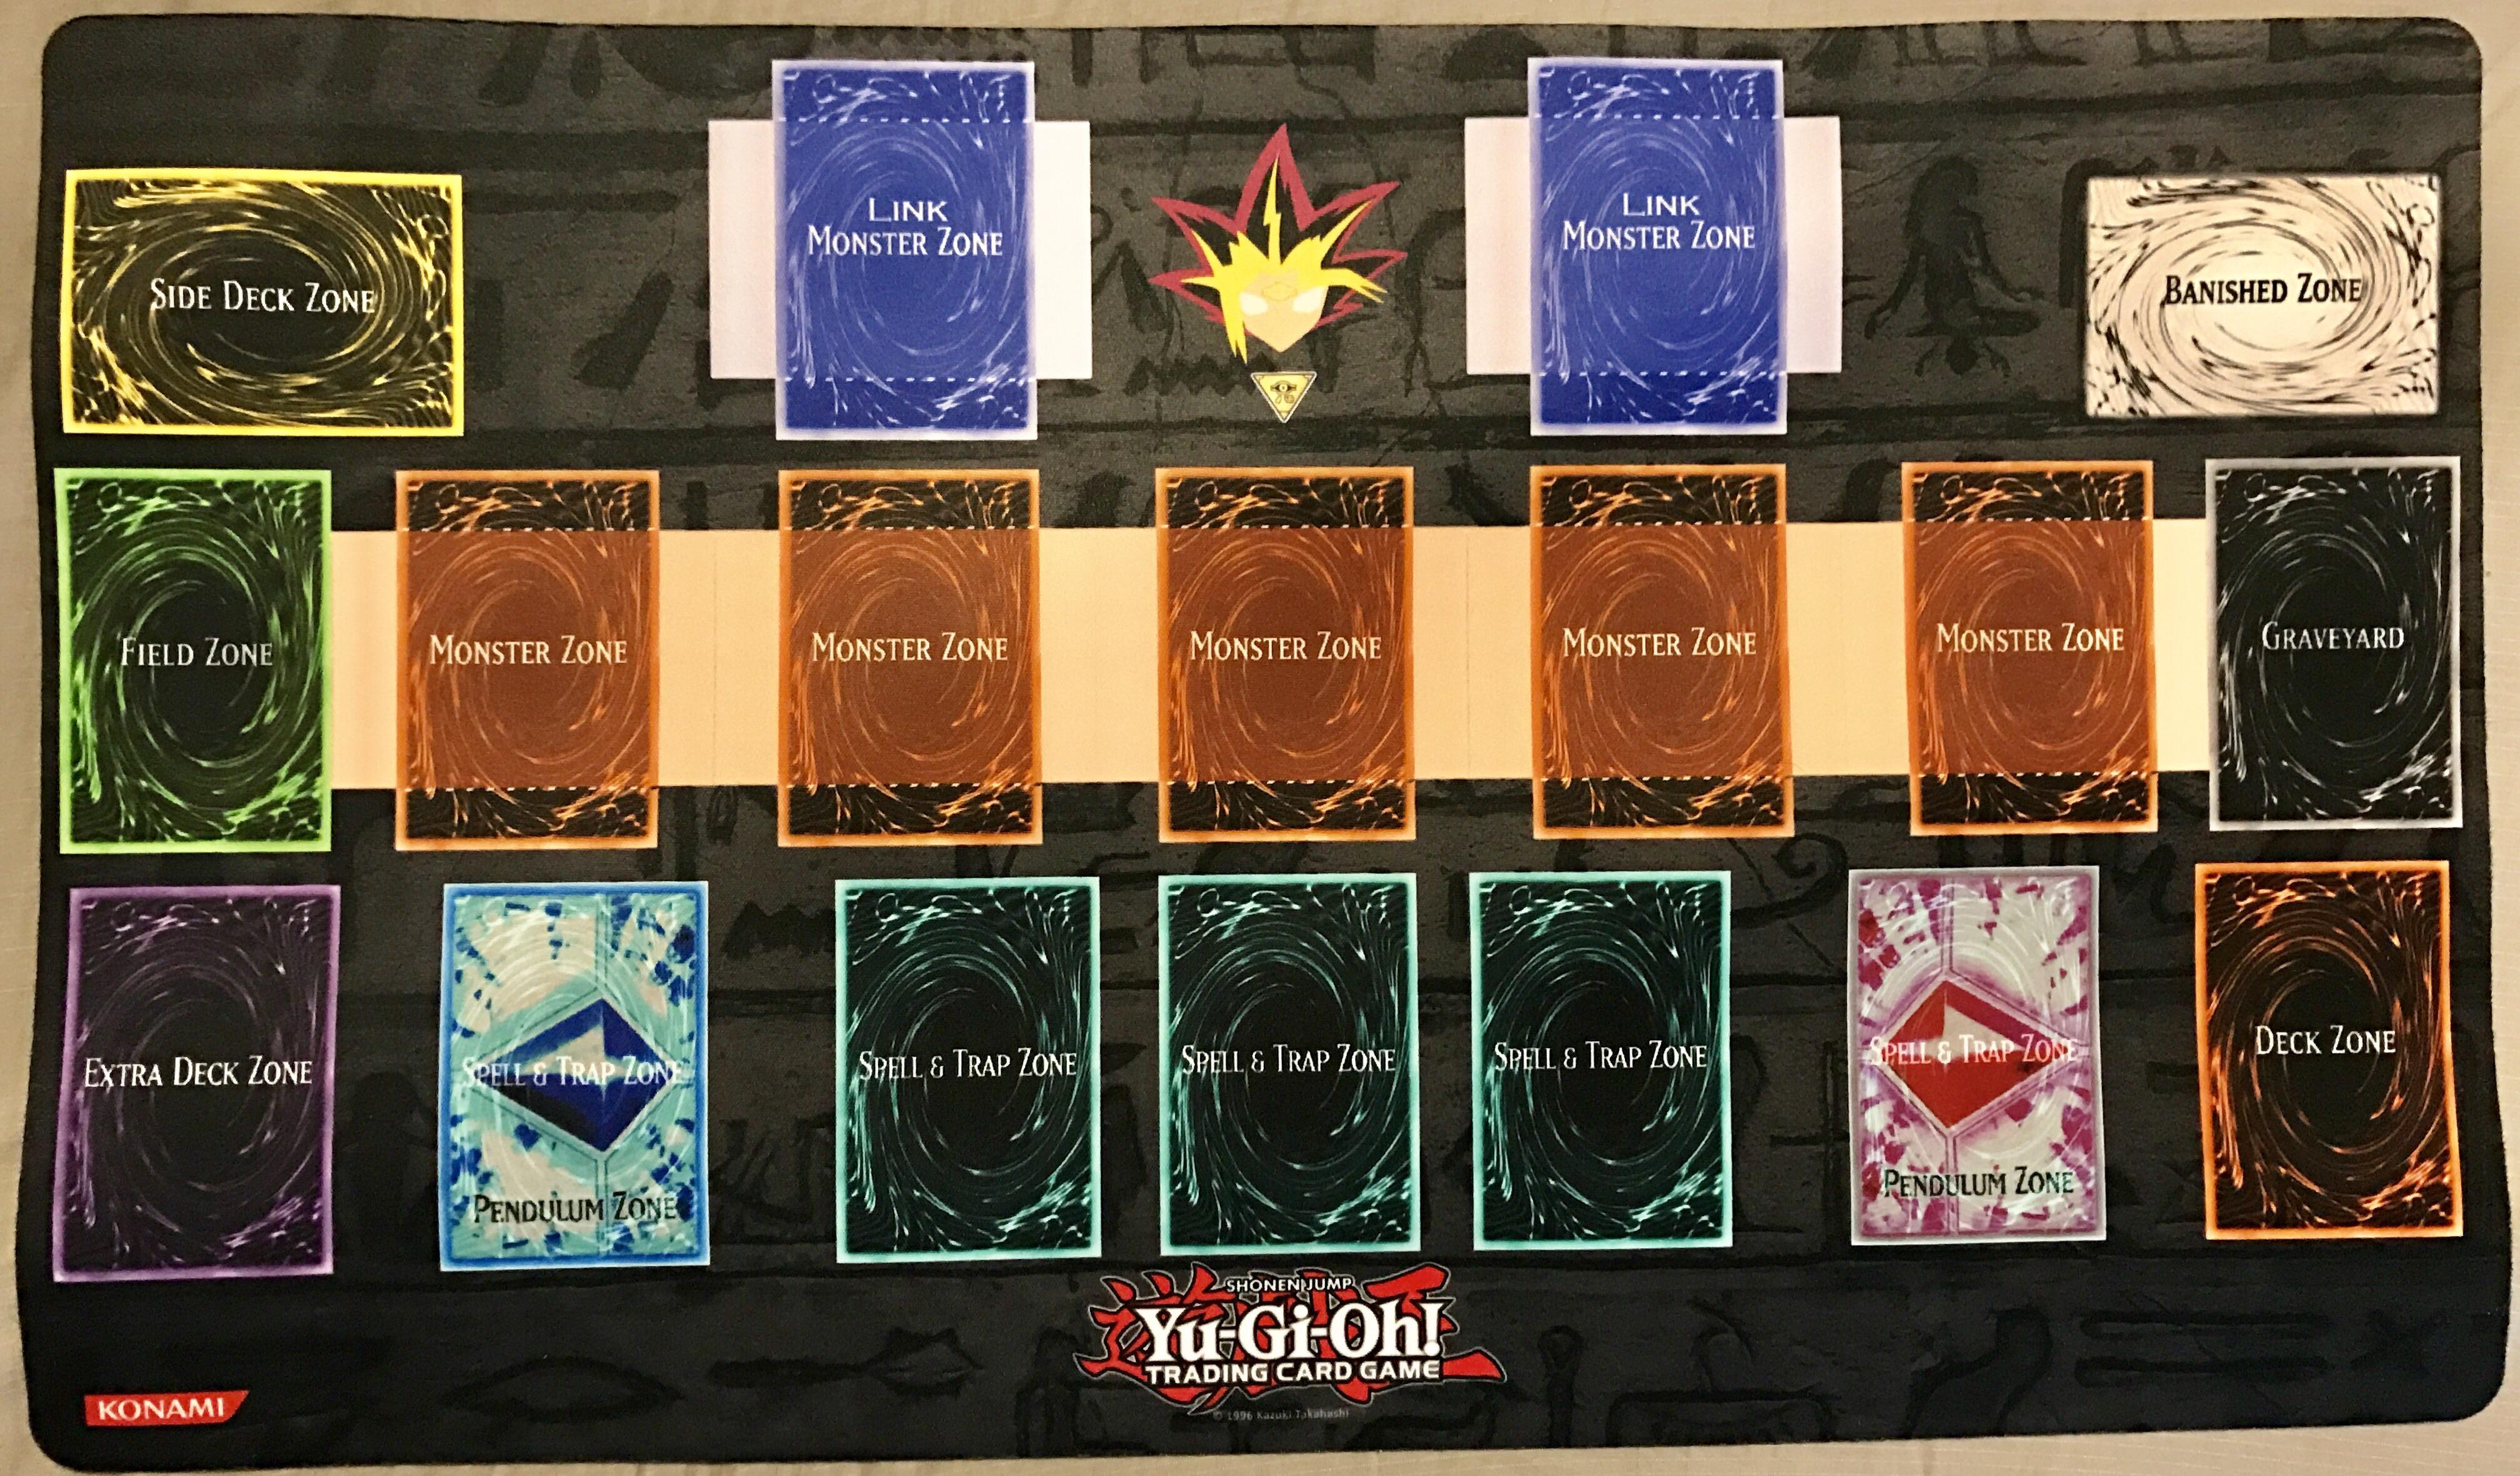 LINK
MONSTER ZONE
LINK
MONSTER ZONE
SIDE DECK ZONE
BANISHED ZONE
FIELD ZONE
MONSTER ZONE
MONSTER ZONE
MONSTER ZONE
MONSTER ZONE
MONSTER ZONE
GRAVEYARD
EXTRA DECK ZONE
SPELL & TRAP ZONE
PENDULUM ZONE
SPELL & TRAP ZONE
SPELL & TRAP ZONE
SPELL & TRAP ZONE
SPELL & TRAP ZONE
PENDULUM ZONE
DECK ZONE
SHONEN JUMP
Yu-Gi-Oh!
TRADING CARD GAME
© 1996 Kazuki Takahashi
KONAMI